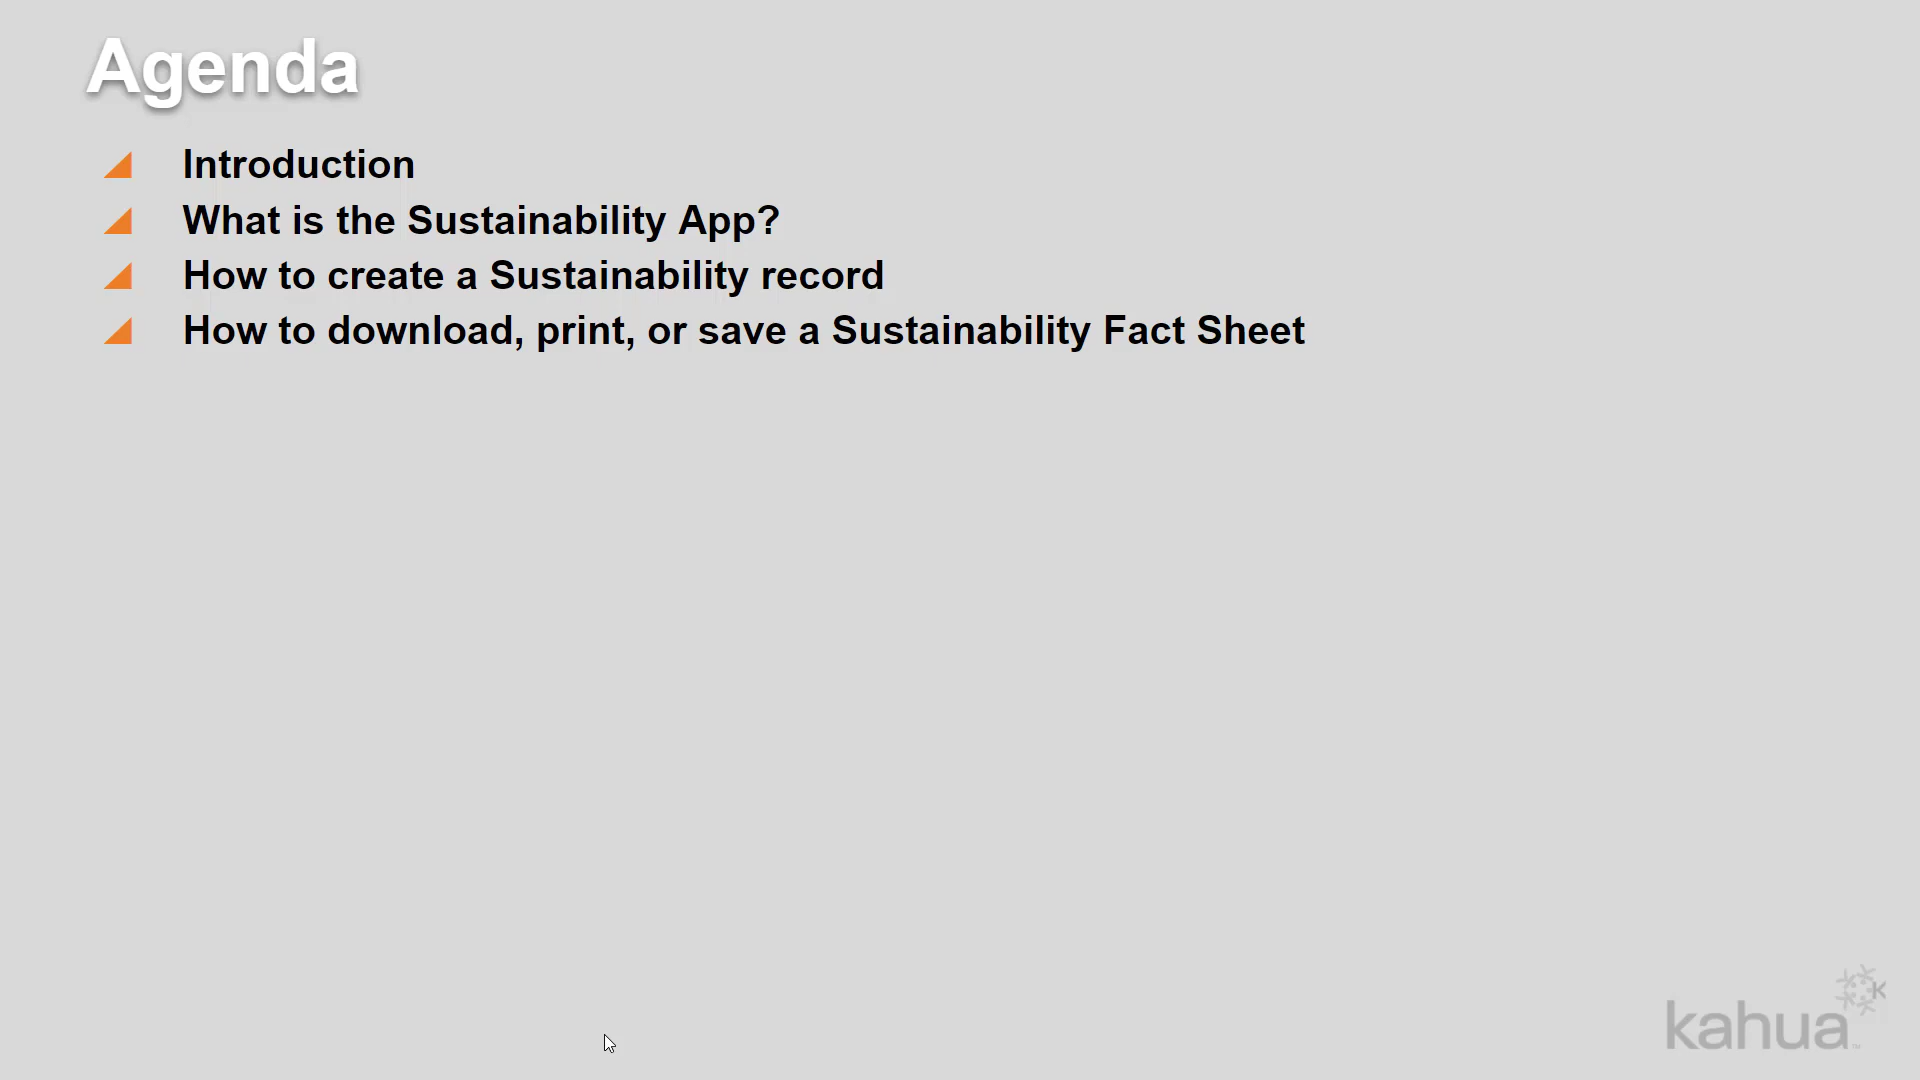 Agenda
Introduction
What is the Sustainability App?
How to create a Sustainability record
How to download, print, or save a Sustainability Fact Sheet
K
kahua™